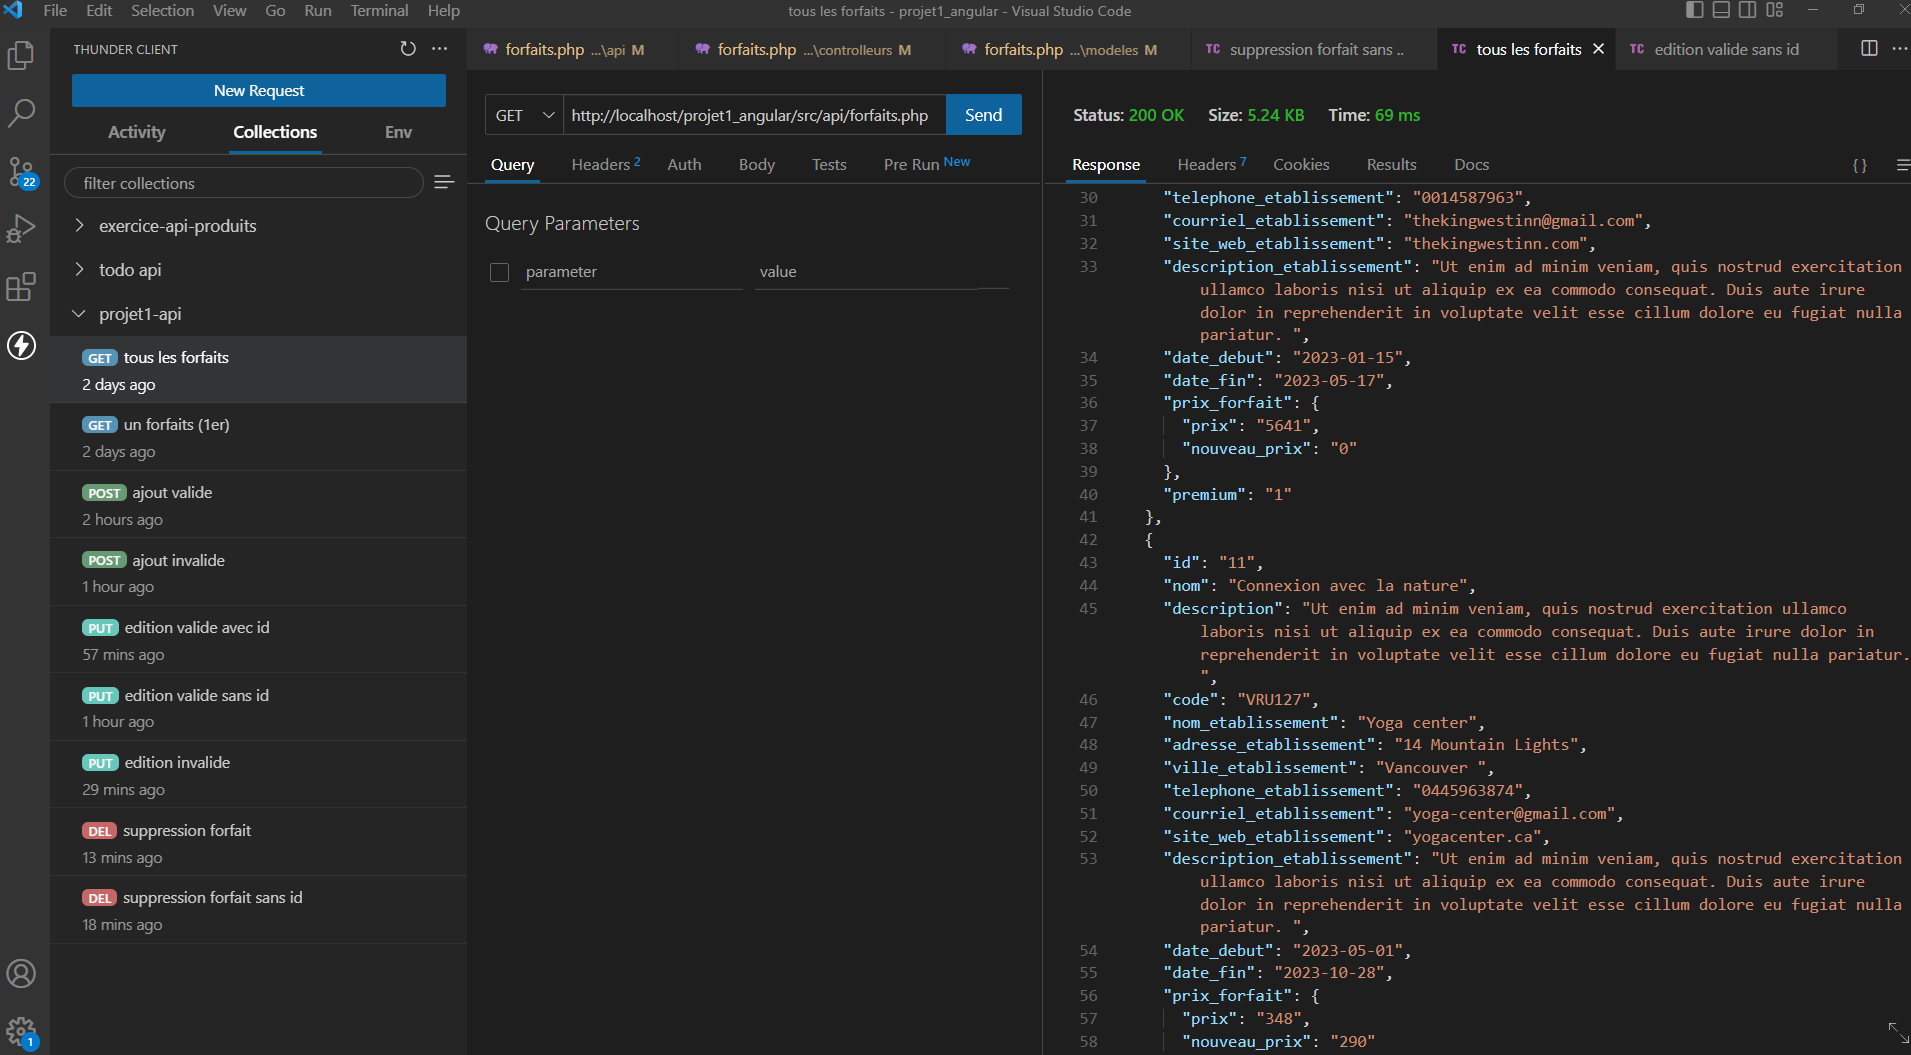 File Edit Selection View Go Run Terminal Help
tous les forfaits - projet1_angular - Visual Studio Code
THUNDER CLIENT
New Request
Activity Collections Env
filter collections
exercice-api-produits
todo api
projet1-api
GET tous les forfaits
2 days ago
GET un forfaits (1er)
2 days ago
POST ajout valide
2 hours ago
POST ajout invalide
1 hour ago
PUT edition valide avec id
57 mins ago
PUT edition valide sans id
1 hour ago
PUT edition invalide
29 mins ago
DEL suppression forfait
13 mins ago
DEL suppression forfait sans id
18 mins ago
22
1
forfaits.php ...\api M
forfaits.php ...\controlleurs M
forfaits.php ...\modeles M
TC suppression forfait sans ..
TC tous les forfaits
TC edition valide sans id
GET http://localhost/projet1_angular/src/api/forfaits.php Send
Query Headers 2 Auth Body Tests Pre Run New
Query Parameters
parameter value
Status: 200 OK Size: 5.24 KB Time: 69 ms
Response Headers 7 Cookies Results Docs { }
30 "telephone_etablissement": "0014587963",
31 "courriel_etablissement": "thekingwestinn@gmail.com",
32 "site_web_etablissement": "thekingwestinn.com",
33 "description_etablissement": "Ut enim ad minim veniam, quis nostrud exercitation
ullamco laboris nisi ut aliquip ex ea commodo consequat. Duis aute irure
dolor in reprehenderit in voluptate velit esse cillum dolore eu fugiat nulla
pariatur. ",
34 "date_debut": "2023-01-15",
35 "date_fin": "2023-05-17",
36 "prix_forfait": {
37 "prix": "5641",
38 "nouveau_prix": "0"
39 },
40 "premium": "1"
41 },
42 {
43 "id": "11",
44 "nom": "Connexion avec la nature",
45 "description": "Ut enim ad minim veniam, quis nostrud exercitation ullamco
laboris nisi ut aliquip ex ea commodo consequat. Duis aute irure dolor in
reprehenderit in voluptate velit esse cillum dolore eu fugiat nulla pariatur.
",
46 "code": "VRU127",
47 "nom_etablissement": "Yoga center",
48 "adresse_etablissement": "14 Mountain Lights",
49 "ville_etablissement": "Vancouver ",
50 "telephone_etablissement": "0445963874",
51 "courriel_etablissement": "yoga-center@gmail.com",
52 "site_web_etablissement": "yogacenter.ca",
53 "description_etablissement": "Ut enim ad minim veniam, quis nostrud exercitation
ullamco laboris nisi ut aliquip ex ea commodo consequat. Duis aute irure
dolor in reprehenderit in voluptate velit esse cillum dolore eu fugiat nulla
pariatur. ",
54 "date_debut": "2023-05-01",
55 "date_fin": "2023-10-28",
56 "prix_forfait": {
57 "prix": "348",
58 "nouveau_prix": "290"